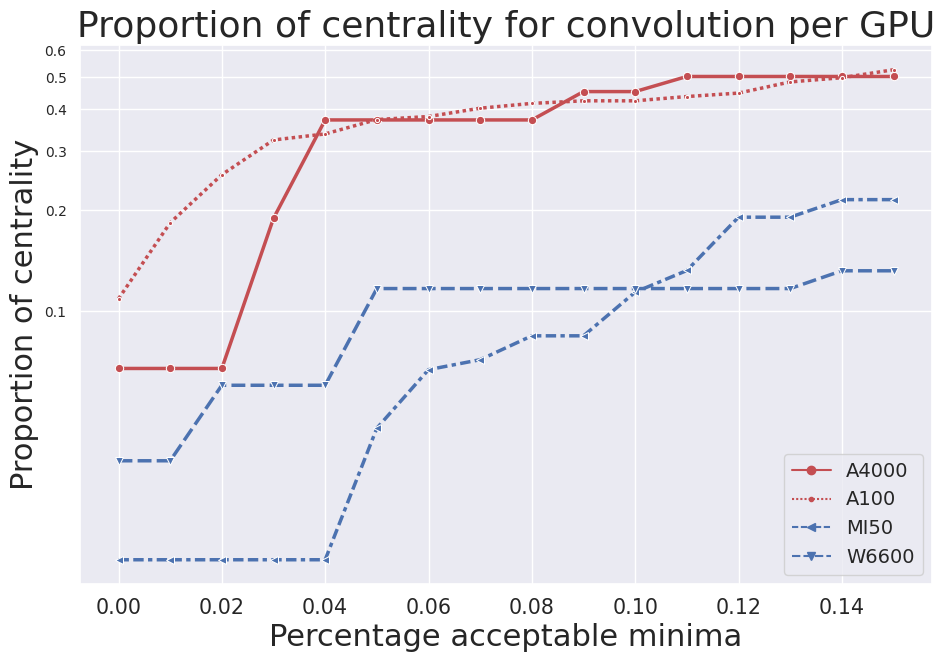 Proportion of centrality for convolution per GPU
Proportion of centrality
0.6
0.5
0.4
0.3
0.2
0.1
A4000
A100
MI50
W6600
0.00 0.02 0.04 0.06 0.08 0.10 0.12 0.14
Percentage acceptable minima